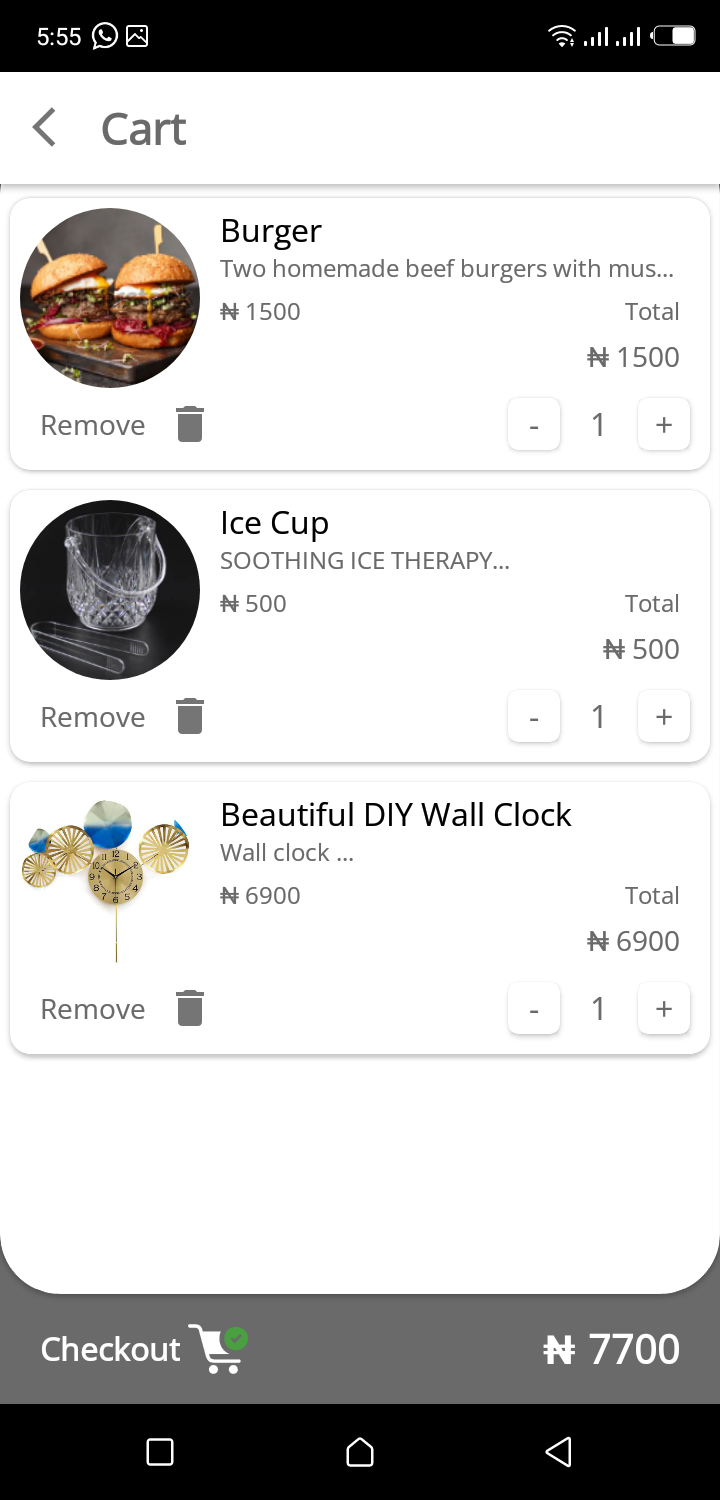 5:55
Cart
Burger
Two homemade beef burgers with mus...
₦ 1500 Total
₦ 1500
Remove - 1 +
Ice Cup
SOOTHING ICE THERAPY...
₦ 500 Total
₦ 500
Remove - 1 +
Beautiful DIY Wall Clock
Wall clock ...
₦ 6900 Total
₦ 6900
Remove - 1 +
Checkout ₦ 7700